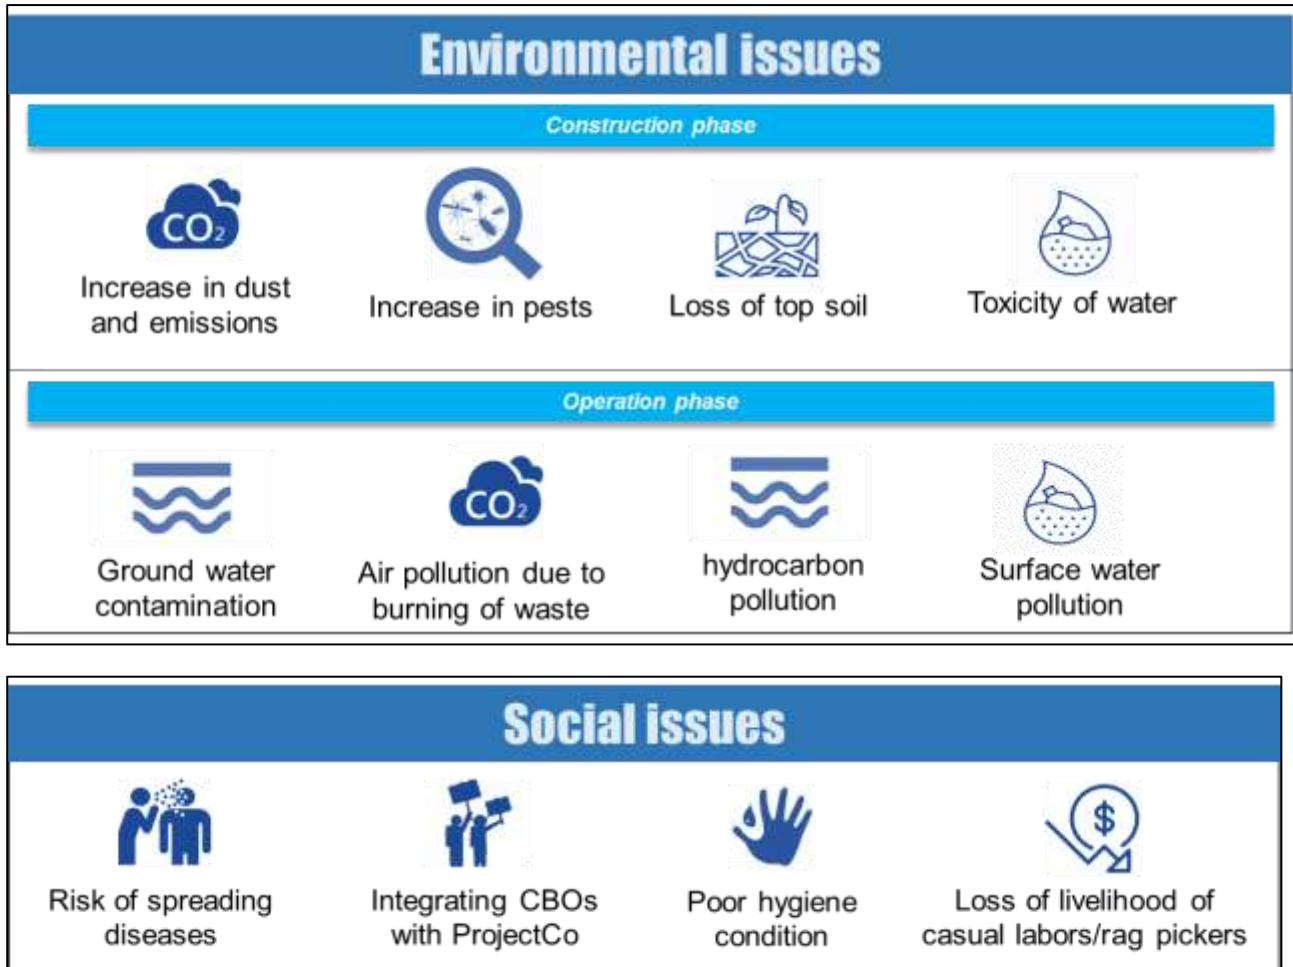 Environmental issues
Construction phase
CO2
Increase in dust
and emissions
Increase in pests
Loss of top soil
Toxicity of water
Operation phase
Ground water
contamination
CO2
Air pollution due to
burning of waste
hydrocarbon
pollution
Surface water
pollution
Social issues
Risk of spreading
diseases
Integrating CBOs
with ProjectCo
Poor hygiene
condition
$
Loss of livelihood of
casual labors/rag pickers